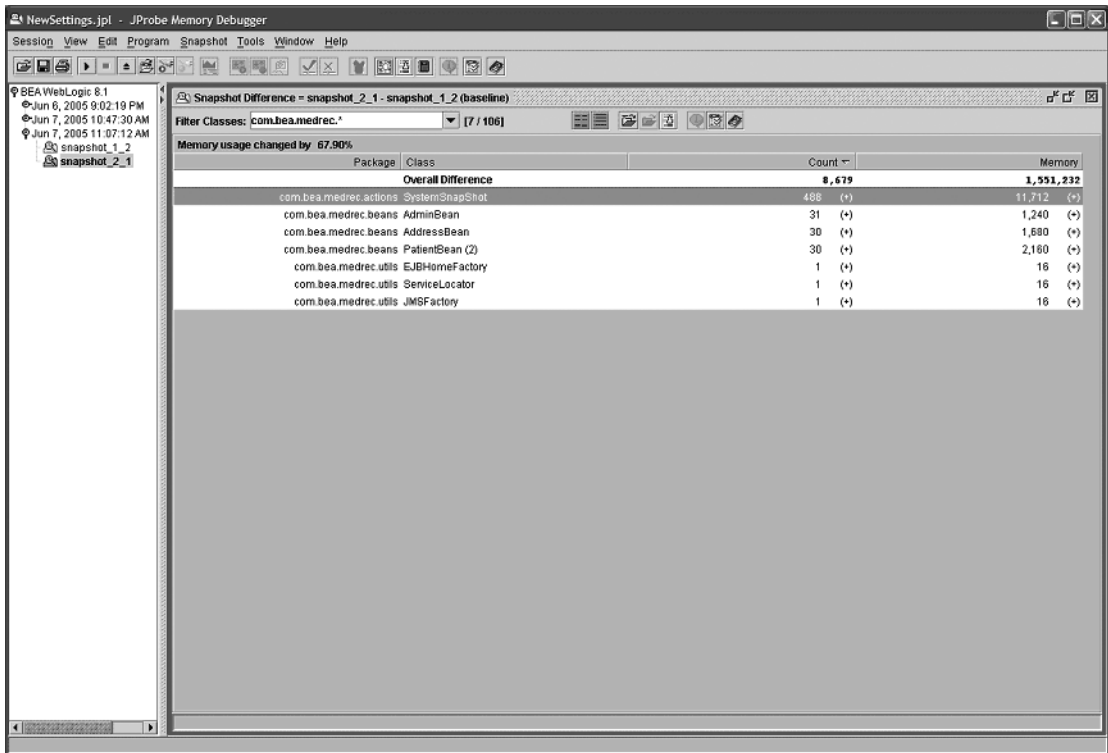 NewSettings.jpl - JProbe Memory Debugger
Session View Edit Program Snapshot Tools Window Help
BEA WebLogic 8.1
Jun 6, 2005 9:02:19 PM
Jun 7, 2005 10:47:30 AM
Jun 7, 2005 11:07:12 AM
snapshot_1_2
snapshot_2_1
Snapshot Difference = snapshot_2_1 - snapshot_1_2 (baseline)
Filter Classes: com.bea.medrec.* [7 / 106]
Memory usage changed by 67.90%
Package Class Count Memory
Overall Difference 8,679 1,551,232
com.bea.medrec.actions SystemSnapShot 488 (+) 11,712 (+)
com.bea.medrec.beans AdminBean 31 (+) 1,240 (+)
com.bea.medrec.beans AddressBean 30 (+) 1,680 (+)
com.bea.medrec.beans PatientBean (2) 30 (+) 2,160 (+)
com.bea.medrec.utils EJBHomeFactory 1 (+) 16 (+)
com.bea.medrec.utils ServiceLocator 1 (+) 16 (+)
com.bea.medrec.utils JMSFactory 1 (+) 16 (+)